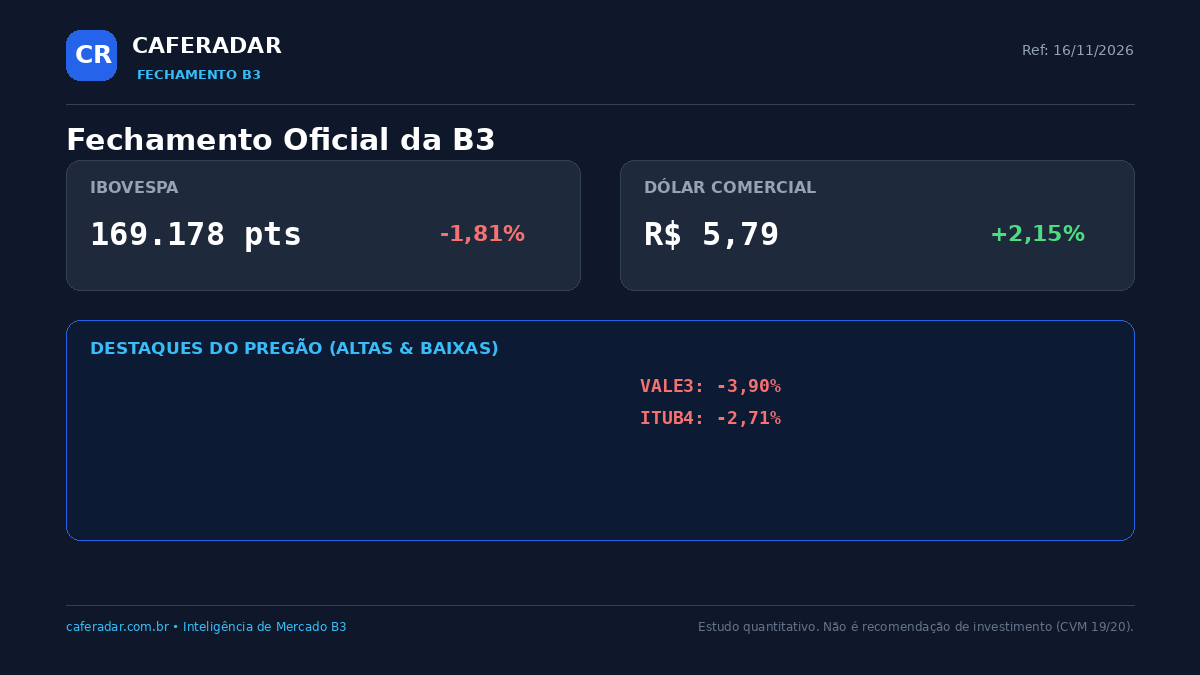 CR
CAFERADAR
FECHAMENTO B3
Ref: 16/11/2026
Fechamento Oficial da B3
IBOVESPA
169.178 pts
-1,81%
DÓLAR COMERCIAL
R$ 5,79
+2,15%
DESTAQUES DO PREGÃO (ALTAS & BAIXAS)
VALE3: -3,90%
ITUB4: -2,71%
caferadar.com.br • Inteligência de Mercado B3
Estudo quantitativo. Não é recomendação de investimento (CVM 19/20).